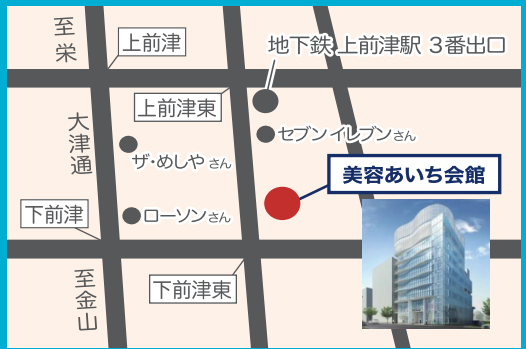 至栄
上前津
地下鉄 上前津駅 3番出口
上前津東
大津通
セブンイレブンさん
ザ・めしやさん
美容あいち会館
下前津
ローソンさん
至金山
下前津東